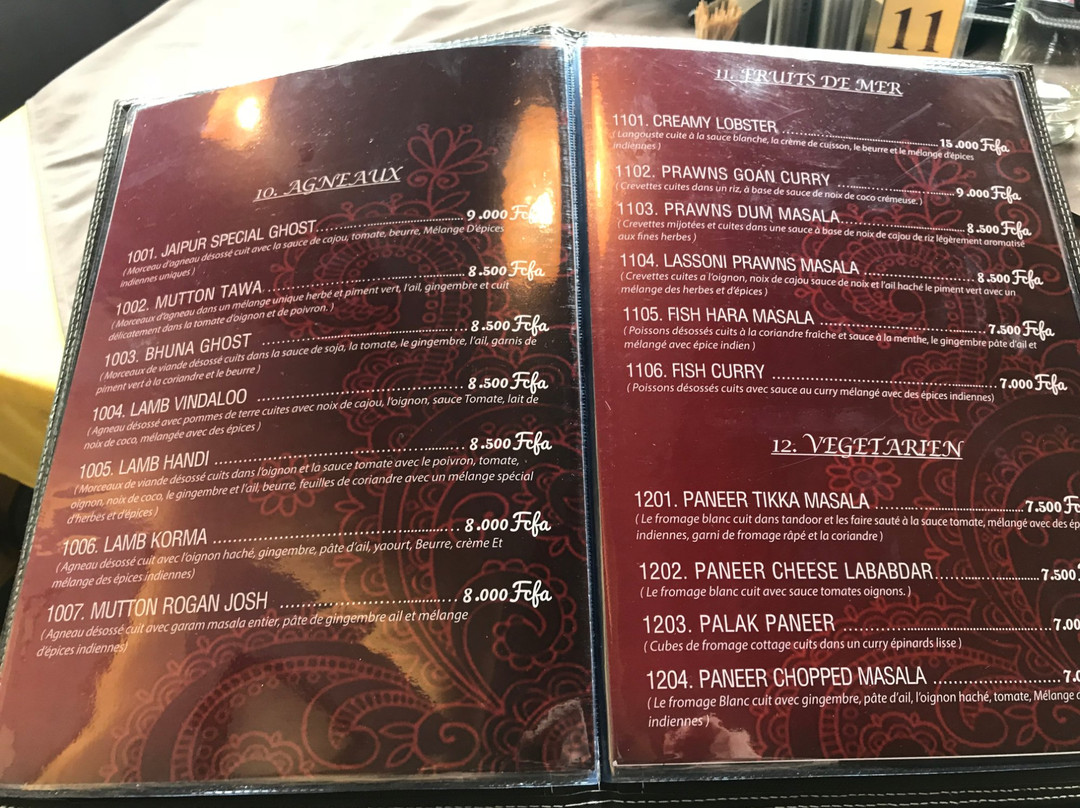 11
10. AGNEAUX
1001. JAIPUR SPECIAL GHOST........................ 9.000 Fcfa
( Morceau d'agneau désossé cuit avec la sauce de cajou, tomate, beurre, Mélange D'épices
indiennes uniques )
1002. MUTTON TAWA........................ 8.500 Fcfa
( Morceaux d'agneau dans un mélange unique herbé et piment vert, l'ail, gingembre et cuit
délicatement dans la tomate d'oignon et de poivron. )
1003. BHUNA GHOST ........................ 8.500 Fcfa
( Morceaux de viande désossé cuits dans la sauce de soja, la tomate, le gingembre, l'ail, garnis de
piment vert à la coriandre et le beurre )
1004. LAMB VINDALOO ........................ 8.500 Fcfa
( Agneau désossé avec pommes de terre cuites avec noix de cajou, l'oignon, sauce Tomate, lait de
noix de coco, mélangée avec des épices )
1005. LAMB HANDI ........................ 8.500 Fcfa
( Morceaux de viande désossé cuits dans l'oignon et la sauce tomate avec le poivron, tomate,
oignon, noix de coco, le gingembre et l'ail, beurre, feuilles de coriandre avec un mélange spécial
d'herbes et d'épices )
1006. LAMB KORMA ........................ 8.000 Fcfa
( Agneau désossé cuit avec l'oignon haché, gingembre, pâte d'ail, yaourt, Beurre, crème Et
mélange des épices indiennes)
1007. MUTTON ROGAN JOSH ........................ 8.000 Fcfa
( Agneau désossé cuit avec garam masala entier, pâte de gingembre ail et mélange
d'épices indiennes)
11. FRUITS DE MER
1101. CREAMY LOBSTER ........................ 15.000 Fcfa
( Langouste cuite à la sauce blanche, la crème de cuisson, le beurre et le mélange d'épices
indiennes )
1102. PRAWNS GOAN CURRY ........................ 9.000 Fcfa
( Crevettes cuites dans un riz, à base de sauce de noix de coco crémeuse. )
1103. PRAWNS DUM MASALA........................ 8.500 Fcfa
( Crevettes mijotées et cuites dans une sauce à base de noix de cajou de riz légèrement aromatisé
aux fines herbes )
1104. LASSONI PRAWNS MASALA ........................ 8.500 Fcfa
( Crevettes cuites a l'oignon, noix de cajou sauce de noix et l'ail haché le piment vert avec un
mélange des herbes et d'épices )
1105. FISH HARA MASALA ........................ 7.500 Fcfa
( Poissons désossés cuits à la coriandre fraîche et sauce à la menthe, le gingembre pâte d'ail et
mélangé avec épice indien )
1106. FISH CURRY ........................ 7.000 Fcfa
( Poissons désossés cuits avec sauce au curry mélangé avec des épices indiennes)
12. VEGETARIEN
1201. PANEER TIKKA MASALA ........................ 7.500
( Le fromage blanc cuit dans tandoor et les faire sauté à la sauce tomate, mélangé avec des
indiennes, garni de fromage râpé et la coriandre )
1202. PANEER CHEESE LABABDAR........................ 7.500
( Le fromage blanc cuit avec sauce tomates oignons. )
1203. PALAK PANEER ........................
( Cubes de fromage cottage cuits dans un curry épinards lisse )
1204. PANEER CHOPPED MASALA ........................
( Le fromage Blanc cuit avec gingembre, pâte d'ail, l'oignon haché, tomate, Mélange
indiennes )